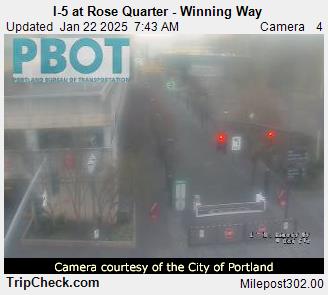 I-5 at Rose Quarter - Winning Way
Updated Jan 22 2025 7:43 AM Camera 4
PBOT
PORTLAND BUREAU OF TRANSPORTATION
Camera courtesy of the City of Portland
TripCheck.com Milepost302.00